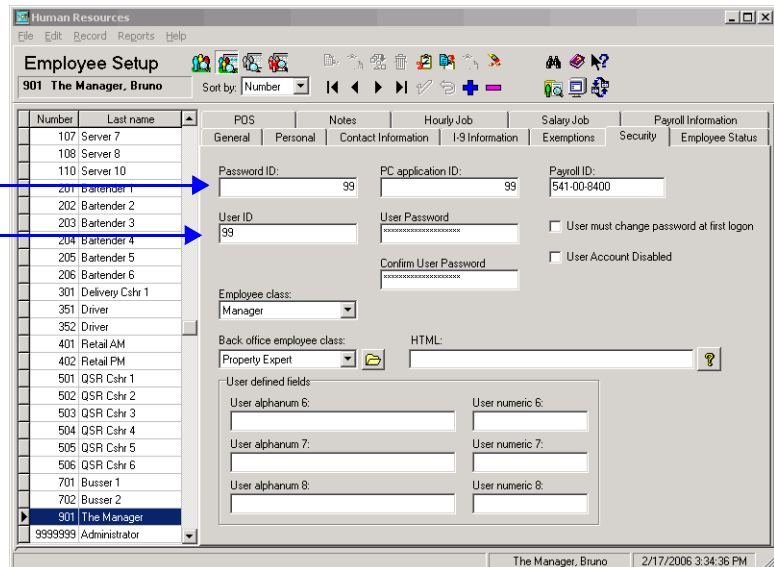 Human Resources
File Edit Record Reports Help
Employee Setup
901 The Manager, Bruno
Sort by: Number
Number Last name
107 Server 7
108 Server 8
110 Server 10
201 Bartender 1
202 Bartender 2
203 Bartender 3
204 Bartender 4
205 Bartender 5
206 Bartender 6
301 Delivery Cshr 1
351 Driver
352 Driver
401 Retail AM
402 Retail PM
501 QSR Cshr 1
502 QSR Cshr 2
503 QSR Cshr 3
504 QSR Cshr 4
505 QSR Cshr 5
506 QSR Cshr 6
701 Busser 1
702 Busser 2
901 The Manager
9999999 Administrator
POS Notes Hourly Job Salary Job Payroll Information
General Personal Contact Information I-9 Information Exemptions Security Employee Status
Password ID: PC application ID: Payroll ID:
99 99 541-00-8400
User ID User Password
99 xxxxxxxxxxxxxxxxxxx
User must change password at first logon
Confirm User Password
xxxxxxxxxxxxxxxxxxx
User Account Disabled
Employee class:
Manager
Back office employee class: HTML:
Property Expert
User defined fields
User alphanum 6: User numeric 6:
User alphanum 7: User numeric 7:
User alphanum 8: User numeric 8:
The Manager, Bruno 2/17/2006 3:34:36 PM